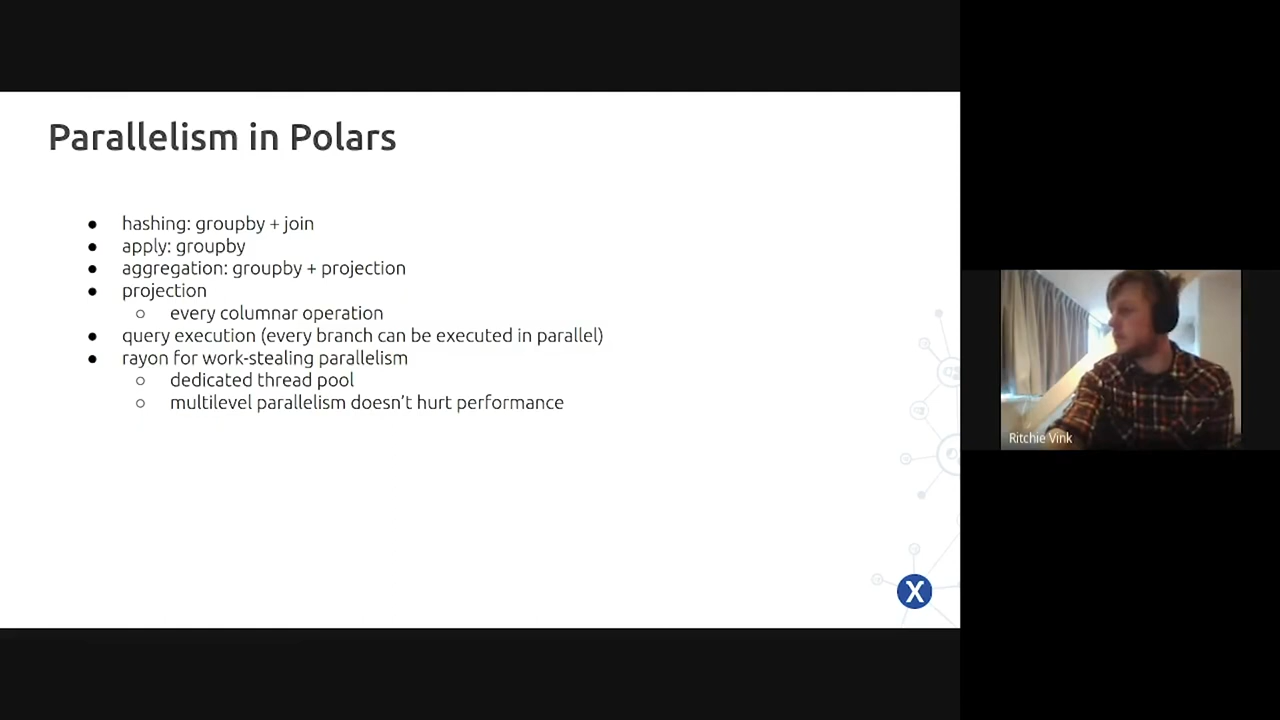 Parallelism in Polars
● hashing: groupby + join
● apply: groupby
● aggregation: groupby + projection
● projection
○ every columnar operation
● query execution (every branch can be executed in parallel)
● rayon for work-stealing parallelism
○ dedicated thread pool
○ multilevel parallelism doesn’t hurt performance
X
Ritchie Vink